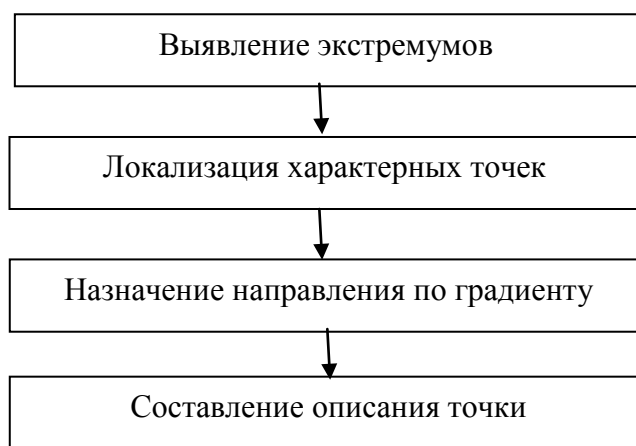 Выявление экстремумов
Локализация характерных точек
Назначение направления по градиенту
Составление описания точки